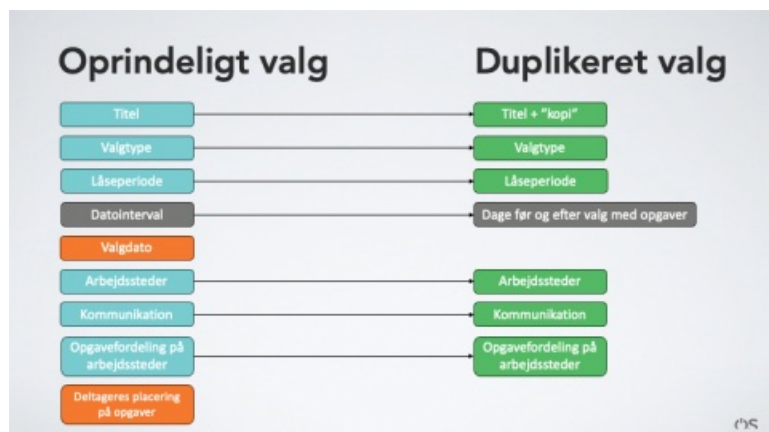 Oprindeligt valg
Duplikeret valg
Titel
Titel + "kopi"
Valgtype
Valgtype
Låseperiode
Låseperiode
Datointerval
Dage før og efter valg med opgaver
Valgdato
Arbejdssteder
Arbejdssteder
Kommunikation
Kommunikation
Opgavefordeling på
arbejdssteder
Opgavefordeling på
arbejdssteder
Deltageres placering
på opgaver